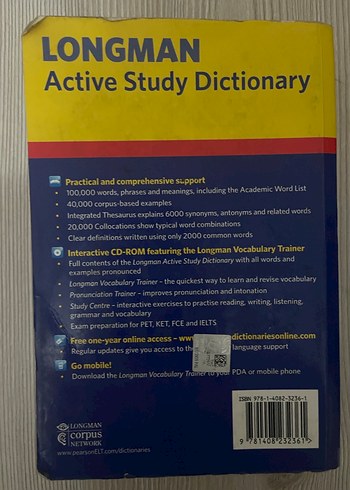 LONGMAN
Active Study Dictionary
Practical and comprehensive support
• 100,000 words, phrases and meanings, including the Academic Word List
• 40,000 corpus-based examples
• Integrated Thesaurus explains 6000 synonyms, antonyms and related words
• 20,000 Collocations show typical word combinations
• Clear definitions written using only 2000 common words
Interactive CD-ROM featuring the Longman Vocabulary Trainer
• Full contents of the Longman Active Study Dictionary with all words and
examples pronounced
• Longman Vocabulary Trainer – the quickest way to learn and revise vocabulary
• Pronunciation Trainer – improves pronunciation and intonation
• Study Centre – interactive exercises to practise reading, writing, listening,
grammar and vocabulary
• Exam preparation for PET, KET, FCE and IELTS
Free one-year online access – www. dictionariesonline.com
• Regular updates give you access to the language support
Go mobile!
• Download the Longman Vocabulary Trainer to your PDA or mobile phone
ISBN 978-1-4082-3236-1
9 781408 232361 >
LONGMAN
corpus
NETWORK
www.pearsonELT.com/dictionaries